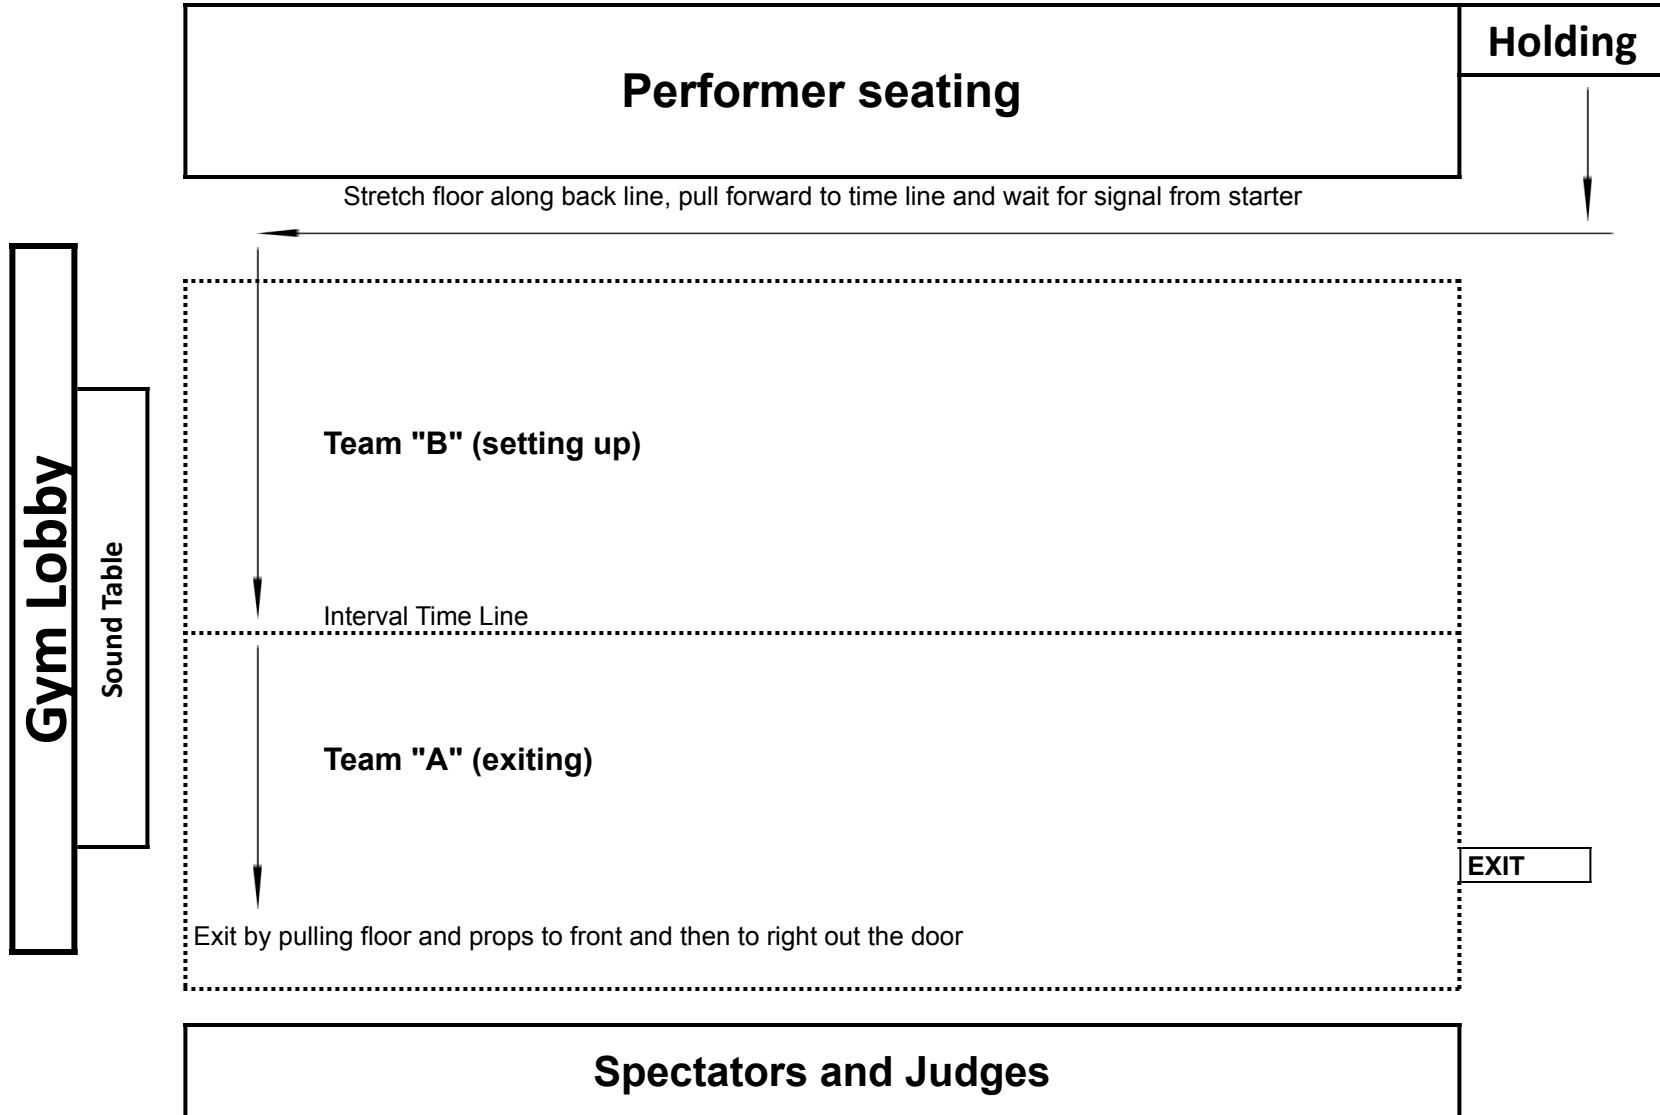 Performer seating
Holding
Stretch floor along back line, pull forward to time line and wait for signal from starter
Gym Lobby
Sound Table
Team "B" (setting up)
Interval Time Line
Team "A" (exiting)
EXIT
Exit by pulling floor and props to front and then to right out the door
Spectators and Judges